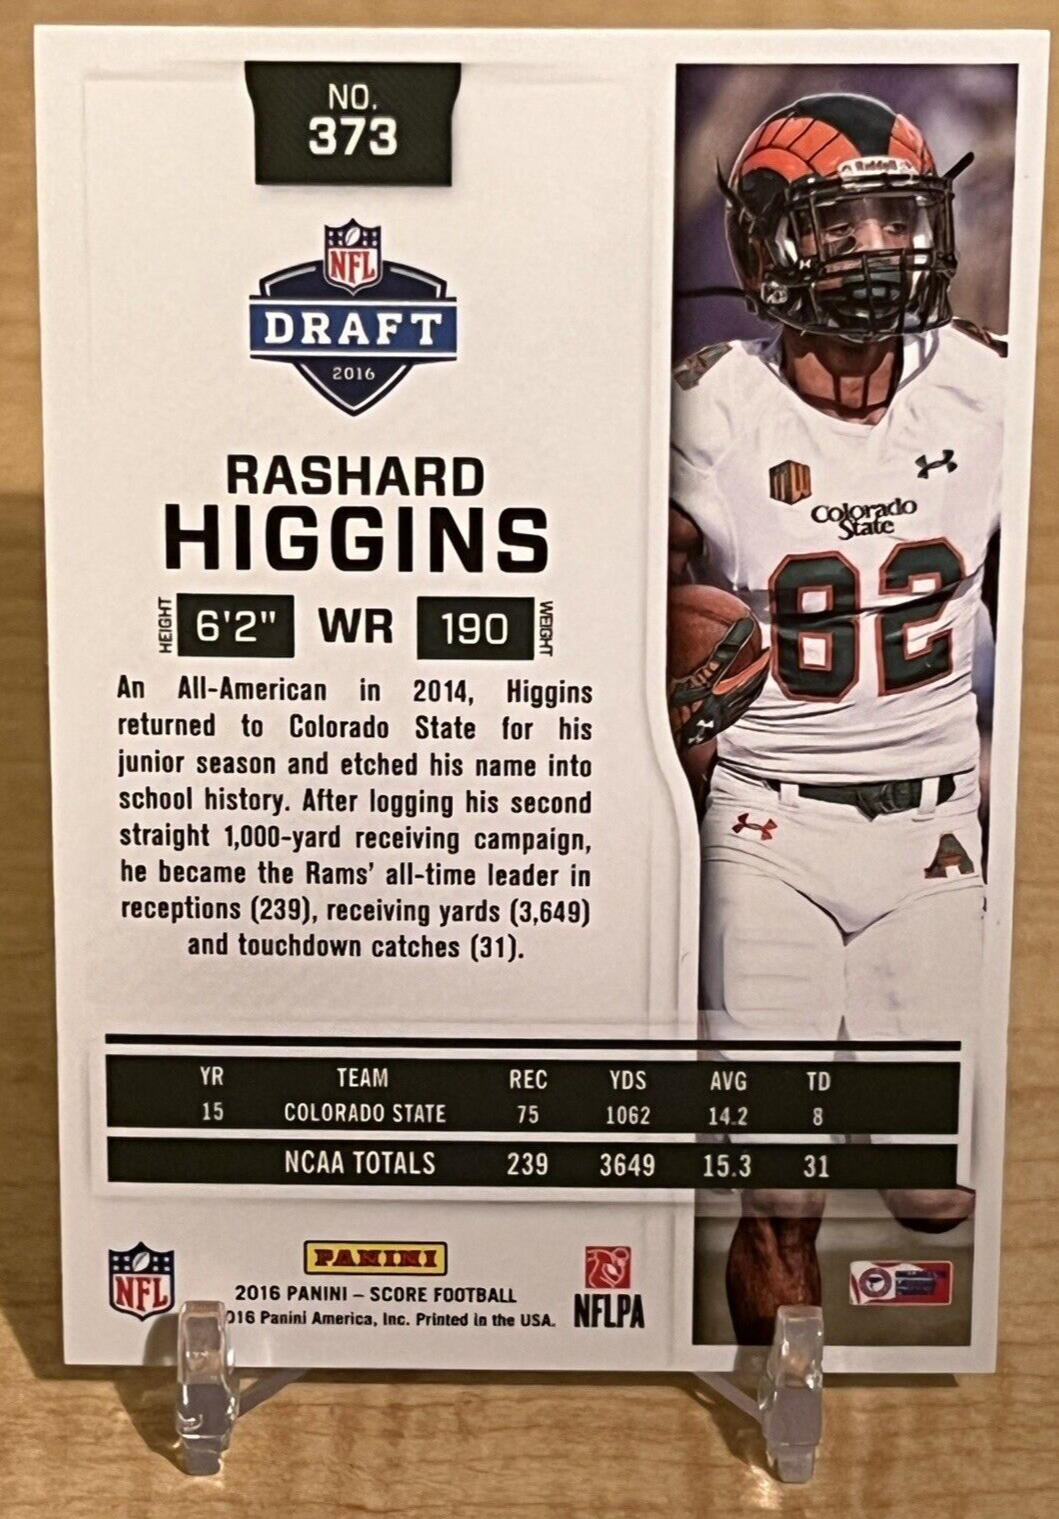 NO.
373
NFL
DRAFT
2016
RASHARD
HIGGINS
HEIGHT 6'2" WR 190 WEIGHT
An All-American in 2014, Higgins
returned to Colorado State for his
junior season and etched his name into
school history. After logging his second
straight 1,000-yard receiving campaign,
he became the Rams' all-time leader in
receptions (239), receiving yards (3,649)
and touchdown catches (31).
YR TEAM REC YDS AVG TD
15 COLORADO STATE 75 1062 14.2 8
NCAA TOTALS 239 3649 15.3 31
NFL
PANINI
2016 PANINI – SCORE FOOTBALL
016 Panini America, Inc. Printed in the USA.
NFLPA
Riddell
MW
Colorado
State
82
A